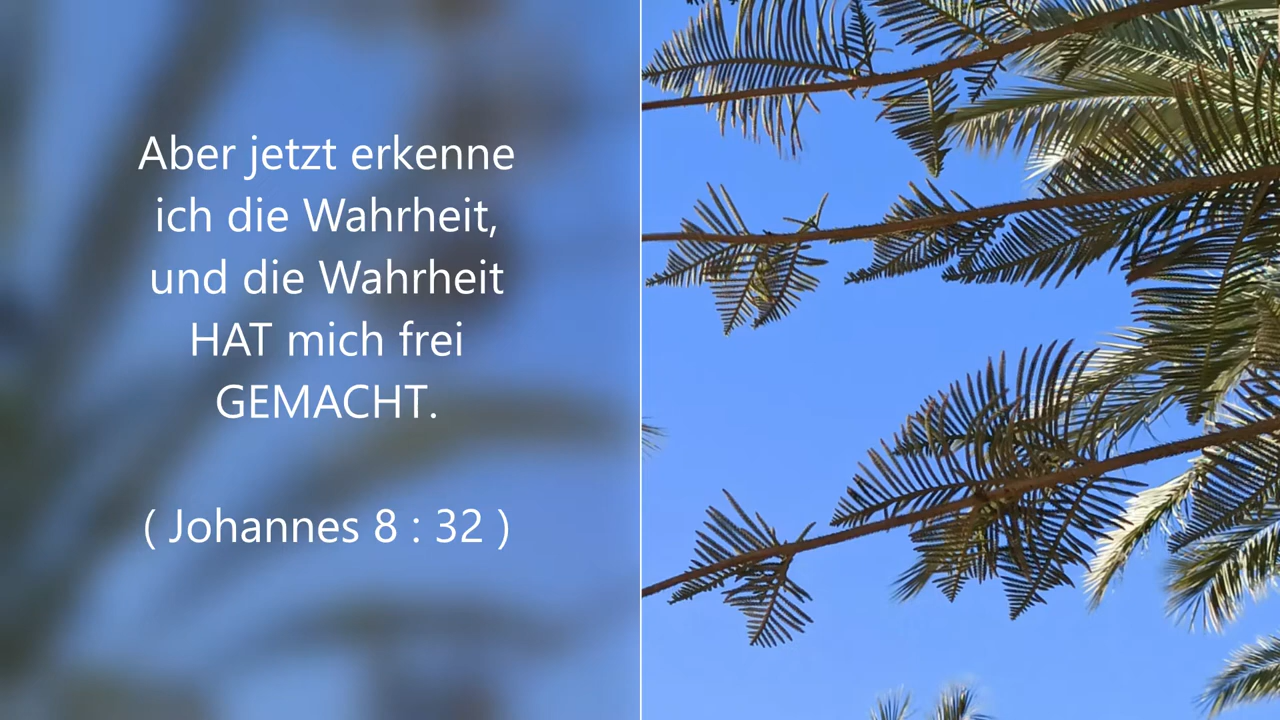 Aber jetzt erkenne
ich die Wahrheit,
und die Wahrheit
HAT mich frei
GEMACHT.
( Johannes 8 : 32 )